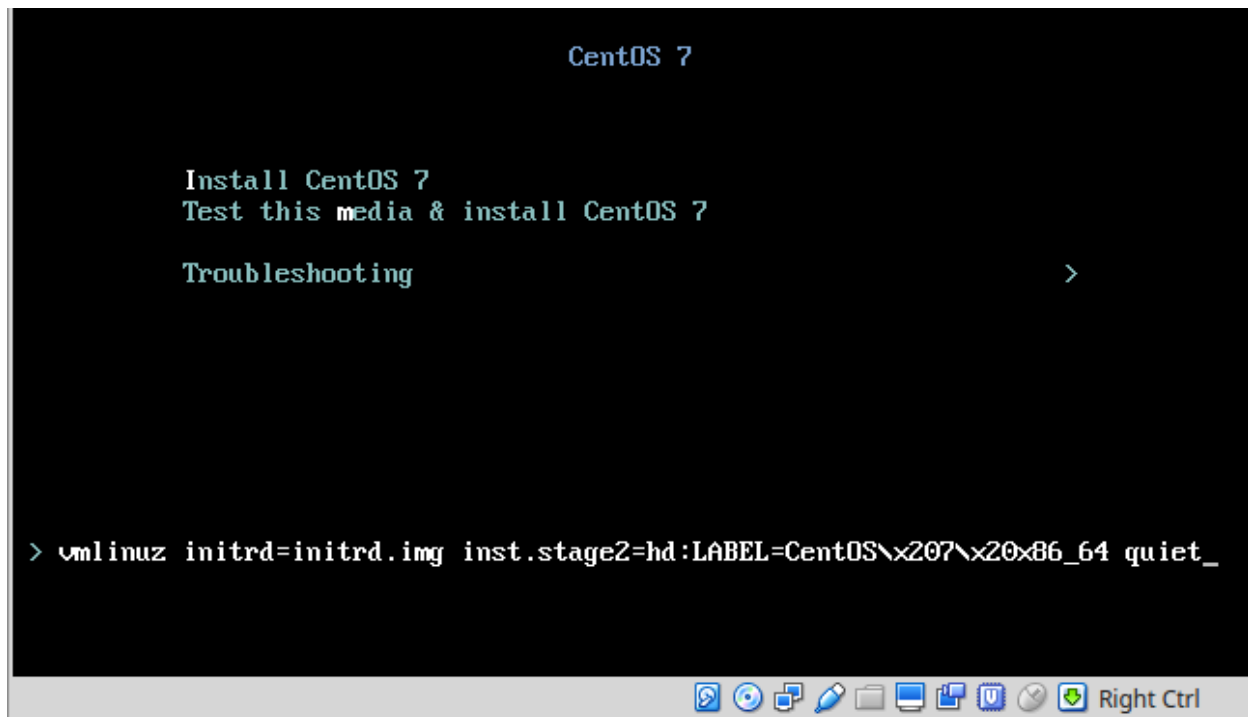 CentOS 7
Install CentOS 7
Test this media & install CentOS 7
Troubleshooting >
> vmlinuz initrd=initrd.img inst.stage2=hd:LABEL=CentOS\x207\x20x86_64 quiet_
Right Ctrl